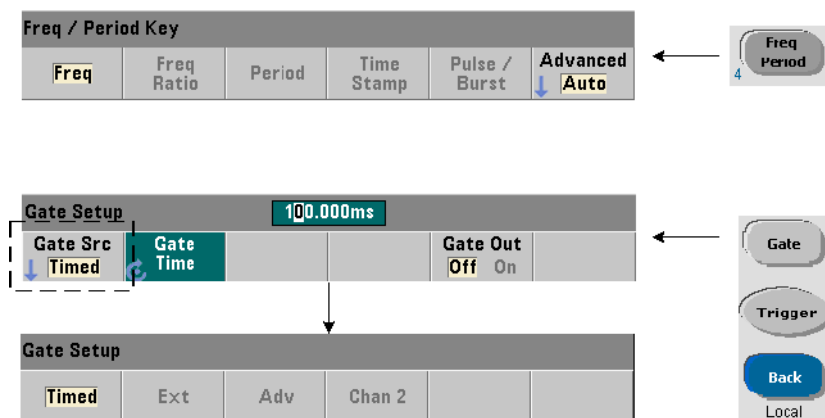 Freq / Period Key
Freq
Freq Ratio
Period
Time Stamp
Pulse / Burst
Advanced
Auto
Freq Period
4
Gate Setup
100.000ms
Gate Src
Timed
Gate Time
Gate Out
Off On
Gate
Trigger
Back
Local
Gate Setup
Timed
Ext
Adv
Chan 2